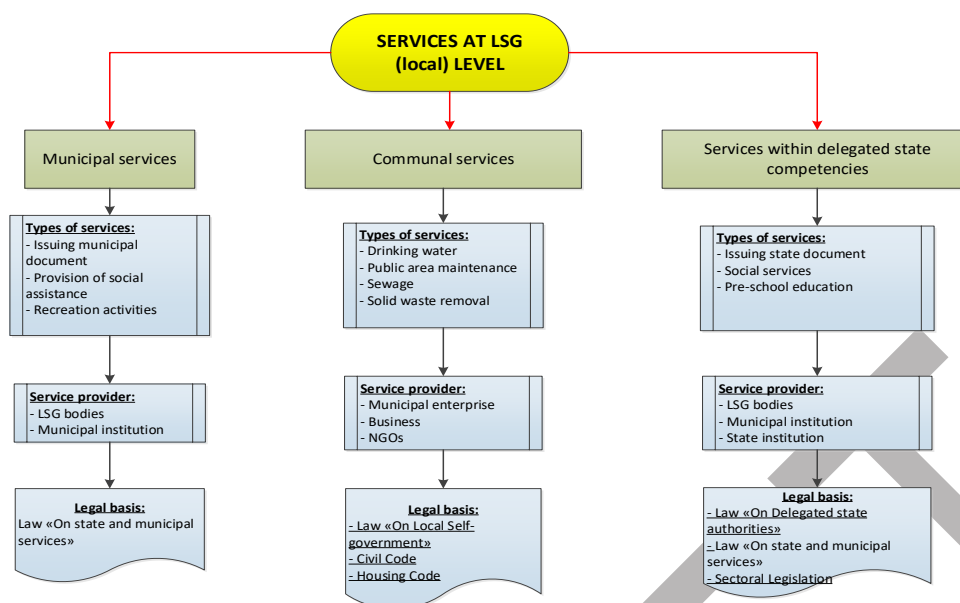 SERVICES AT LSG
(local) LEVEL
Municipal services
Communal services
Services within delegated state
competencies
Types of services:
- Issuing municipal
document
- Provision of social
assistance
- Recreation activities
Types of services:
- Drinking water
- Public area maintenance
- Sewage
- Solid waste removal
Types of services:
- Issuing state document
- Social services
- Pre-school education
Service provider:
- LSG bodies
- Municipal institution
Service provider:
- Municipal enterprise
- Business
- NGOs
Service provider:
- LSG bodies
- Municipal institution
- State institution
Legal basis:
Law «On state and municipal
services»
Legal basis:
- Law «On Local Self-
government»
- Civil Code
- Housing Code
Legal basis:
- Law «On Delegated state
authorities»
- Law «On state and municipal
services»
- Sectoral Legislation